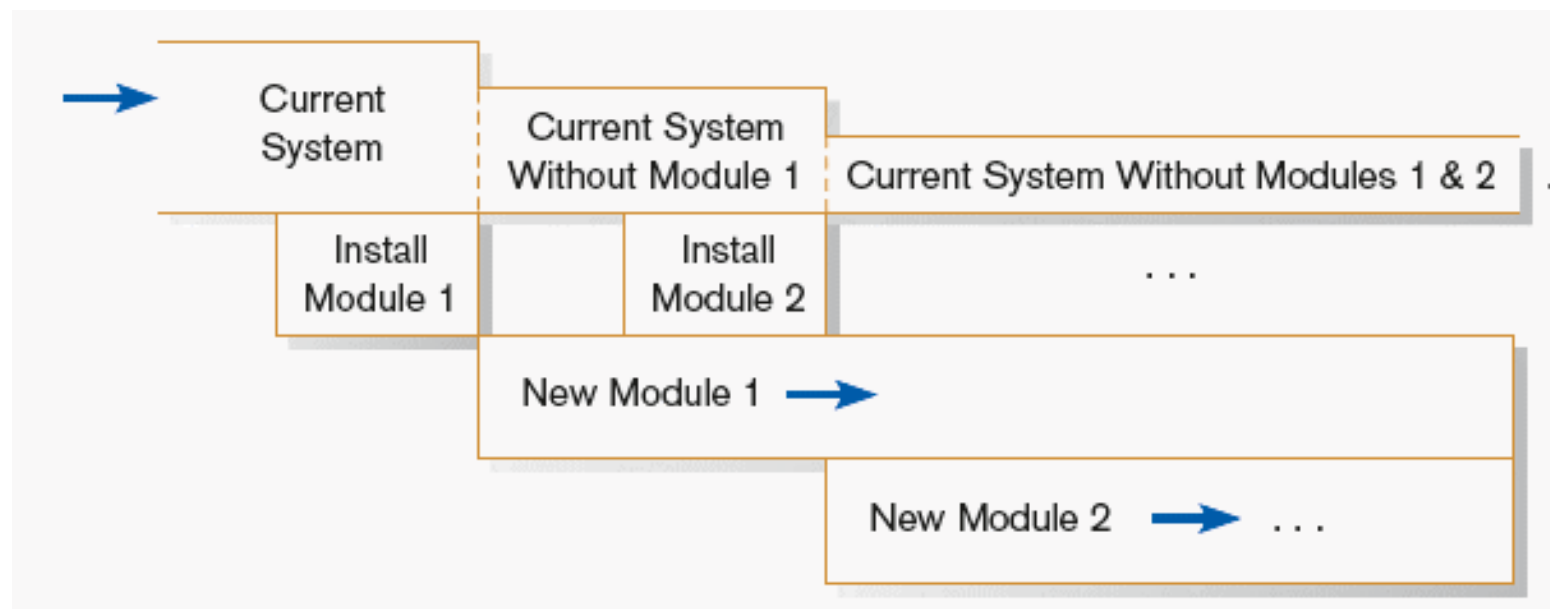 Current
System
Current System
Without Module 1
Current System Without Modules 1 & 2
.
Install
Module 1
Install
Module 2
. . .
New Module 1
New Module 2
. . .